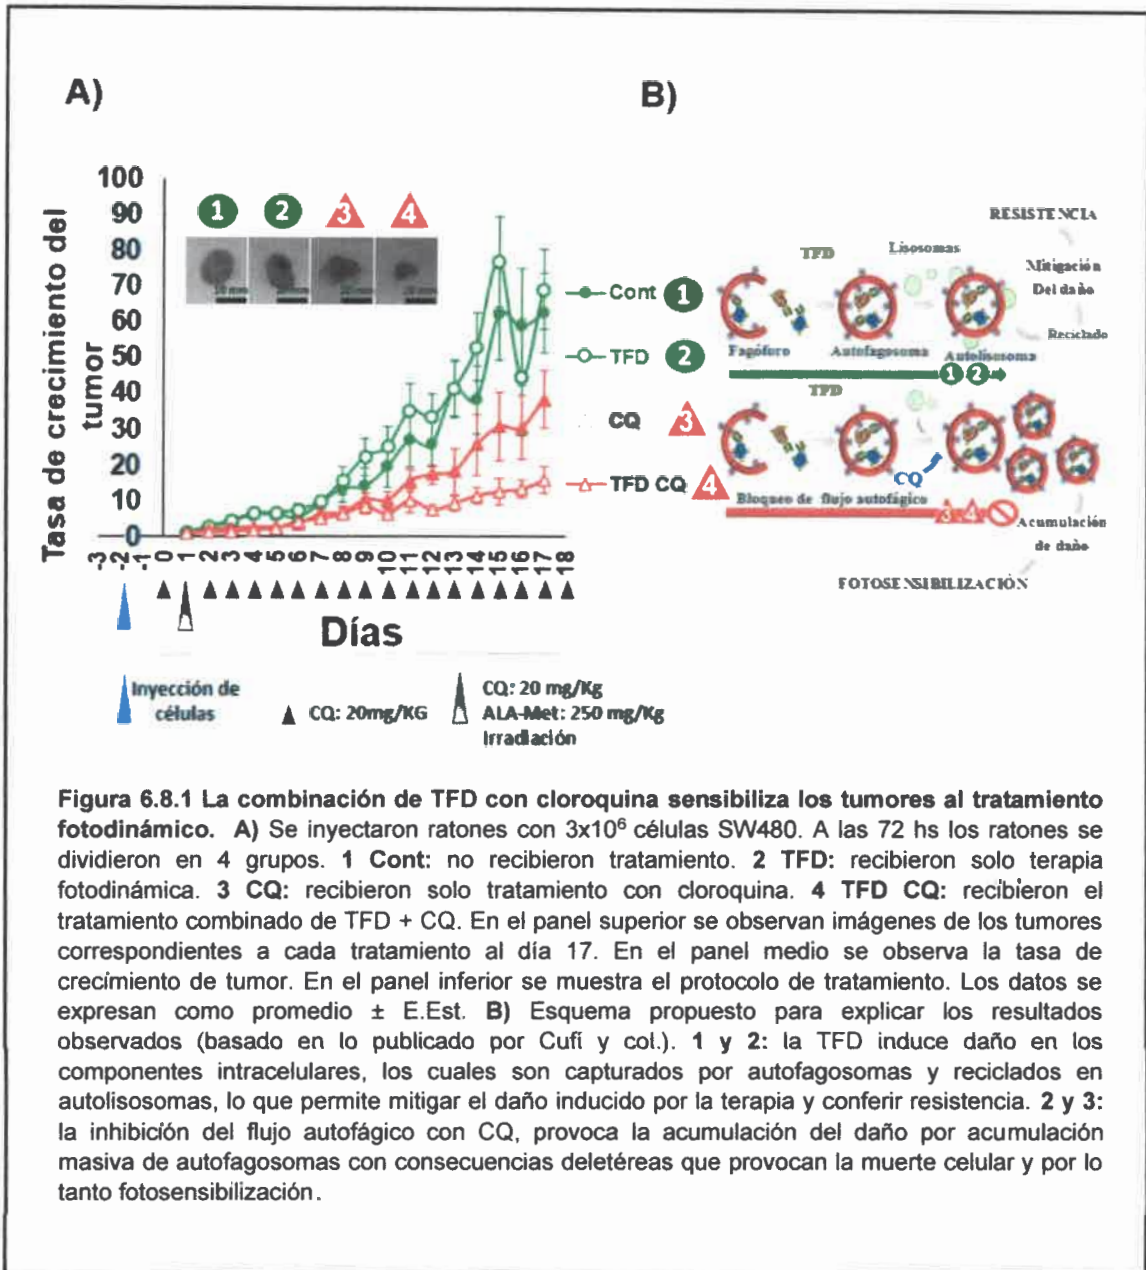 A)
B)
Tasa de crecimiento del
tumor
100
90
80
70
60
50
40
30
20
10
0
1
2
3
4
20 mm
20 mm
20 mm
Cont 1
TFD 2
CQ 3
TFD CQ 4
-3 -2 -1 0 1 2 3 4 5 6 7 8 9 10 11 12 13 14 15 16 17 18
Días
Inyección de
células
CQ: 20mg/KG
CQ: 20 mg/Kg
ALA-Met: 250 mg/Kg
Irradiación
RESISTENCIA
TFD
Lisosomas
Mitigación
Del daño
Reciclado
Fagóforo
Autofagosoma
Autolisosoma
1 2
TFD
CQ
Bloqueo de flujo autofágico
3 4
Acumulación
de daño
FOTOSENSIBILIZACIÓN
Figura 6.8.1 La combinación de TFD con cloroquina sensibiliza los tumores al tratamiento
fotodinámico. A) Se inyectaron ratones con 3x10⁶ células SW480. A las 72 hs los ratones se
dividieron en 4 grupos. 1 Cont: no recibieron tratamiento. 2 TFD: recibieron solo terapia
fotodinámica. 3 CQ: recibieron solo tratamiento con cloroquina. 4 TFD CQ: recibieron el
tratamiento combinado de TFD + CQ. En el panel superior se observan imágenes de los tumores
correspondientes a cada tratamiento al día 17. En el panel medio se observa la tasa de
crecimiento de tumor. En el panel inferior se muestra el protocolo de tratamiento. Los datos se
expresan como promedio ± E.Est. B) Esquema propuesto para explicar los resultados
observados (basado en lo publicado por Cufí y col.). 1 y 2: la TFD induce daño en los
componentes intracelulares, los cuales son capturados por autofagosomas y reciclados en
autolisosomas, lo que permite mitigar el daño inducido por la terapia y conferir resistencia. 2 y 3:
la inhibición del flujo autofágico con CQ, provoca la acumulación del daño por acumulación
masiva de autofagosomas con consecuencias deletéreas que provocan la muerte celular y por lo
tanto fotosensibilización.